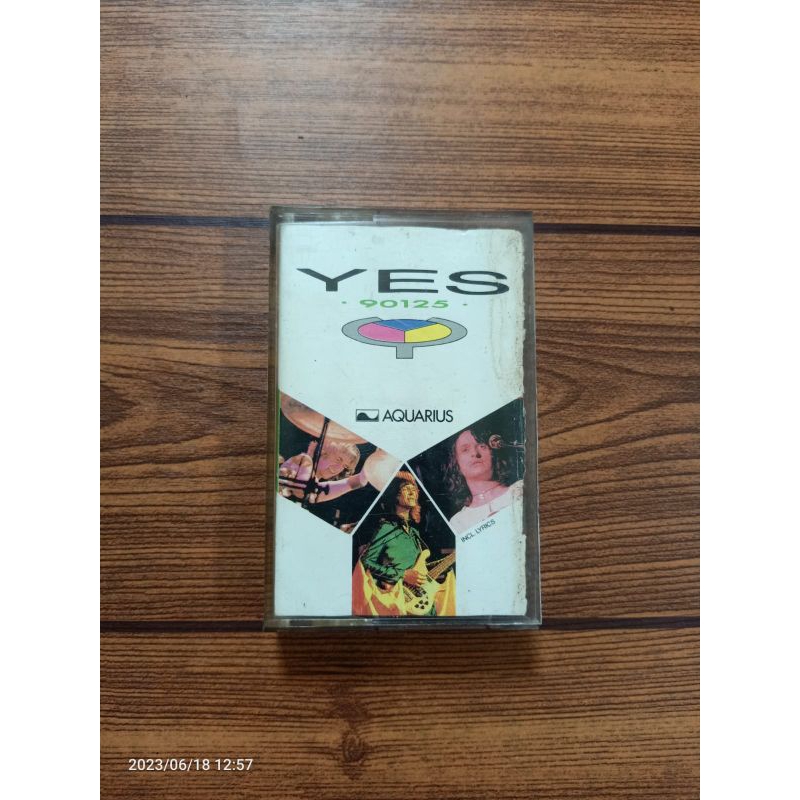 YES
· 90125 ·
AQUARIUS
INCL. LYRICS
2023/06/18 12:57